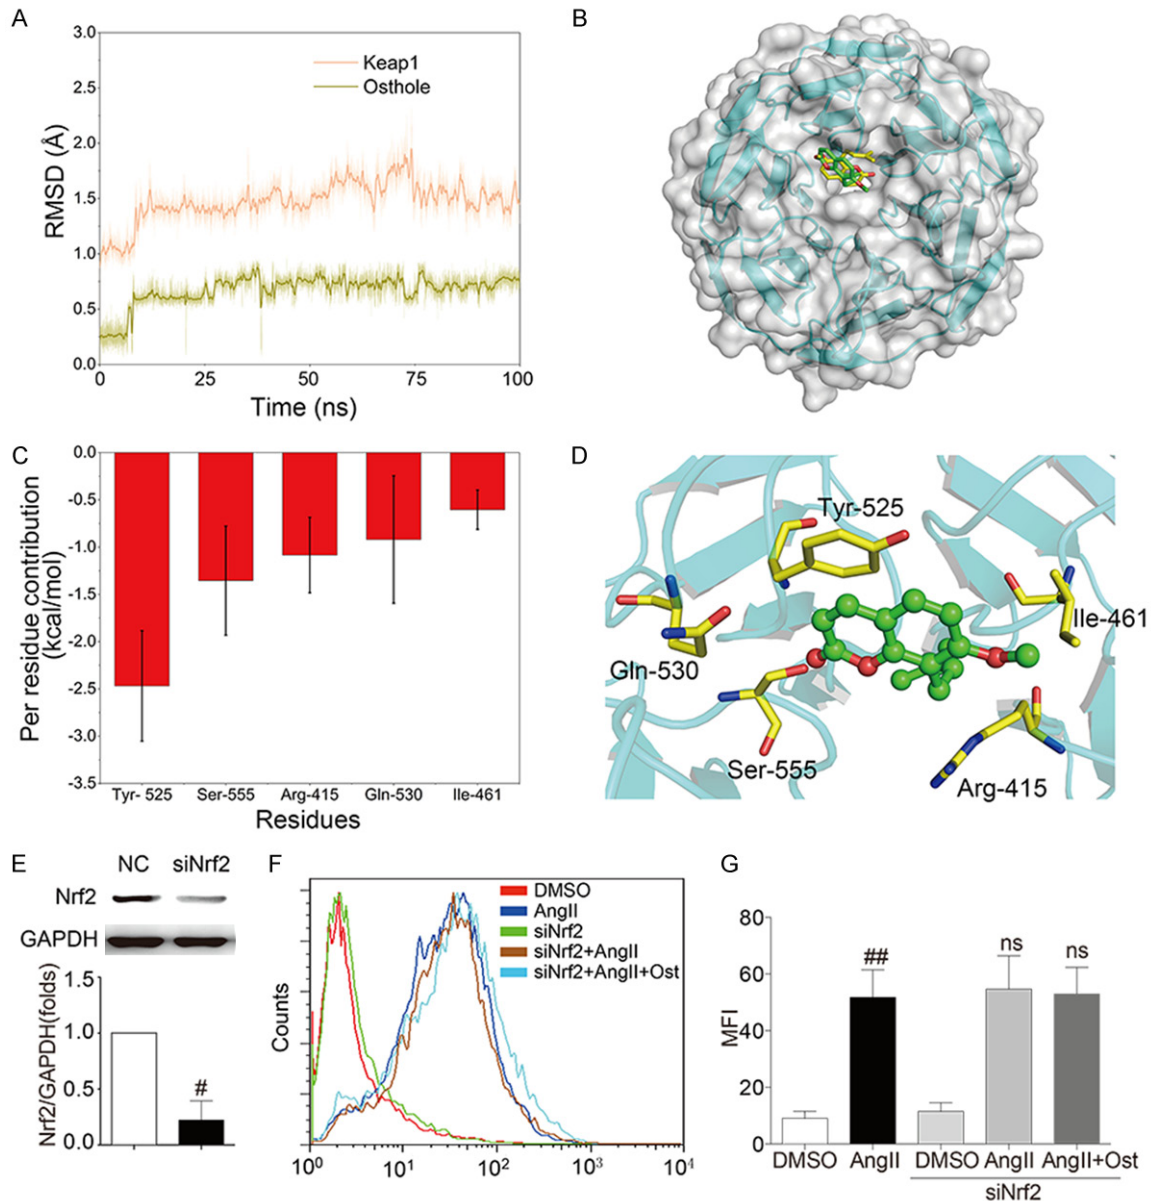 A
3.0
2.5
2.0
1.5
1.0
0.5
0.0
RMSD (Å)
Keap1
Osthole
0
25
50
75
100
Time (ns)
B
C
0.0
-0.5
-1.0
-1.5
-2.0
-2.5
-3.0
-3.5
Per residue contribution
(kcal/mol)
Tyr- 525
Ser-555
Arg-415
Gln-530
Ile-461
Residues
D
Tyr-525
Ile-461
Gln-530
Ser-555
Arg-415
E
NC
siNrf2
Nrf2
GAPDH
1.5
1.0
0.5
0.0
Nrf2/GAPDH(folds)
#
F
DMSO
AngII
siNrf2
siNrf2+AngII
siNrf2+AngII+Ost
Counts
10⁰
10¹
10²
10³
10⁴
G
80
60
40
20
0
MFI
##
ns
ns
DMSO
AngII
DMSO
AngII
AngII+Ost
siNrf2